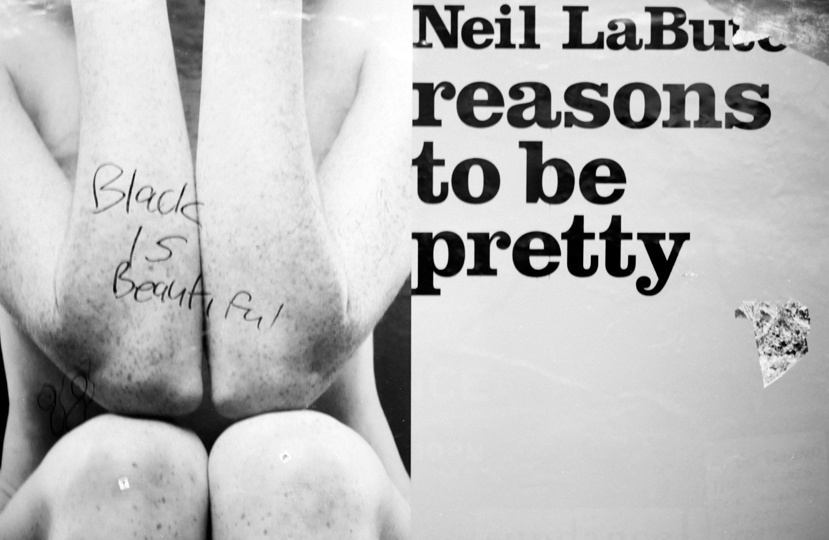 Black
Is
Beautiful
Neil LaBute
reasons
to be
pretty